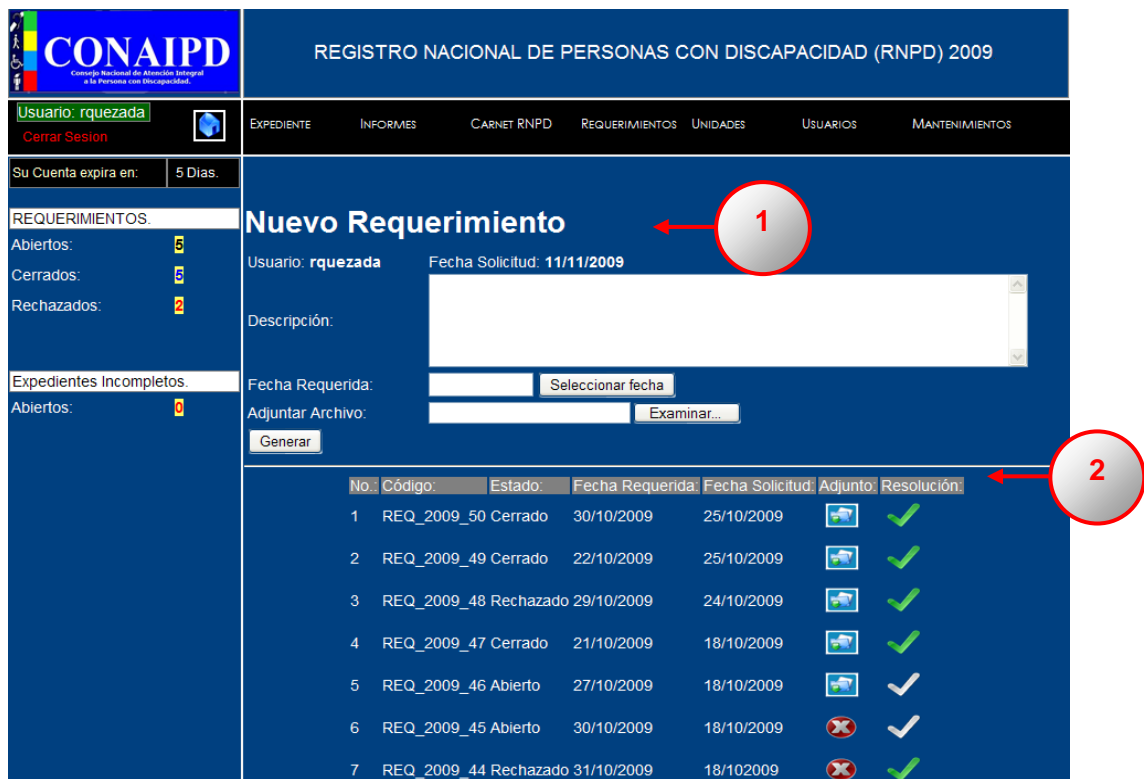 CONAIPD
Consejo Nacional de Atención Integral
a la Persona con Discapacidad.
REGISTRO NACIONAL DE PERSONAS CON DISCAPACIDAD (RNPD) 2009
Usuario: rquezada
Cerrar Sesion
EXPEDIENTE INFORMES CARNET RNPD REQUERIMIENTOS UNIDADES USUARIOS MANTENIMIENTOS
Su Cuenta expira en: 5 Dias.
REQUERIMIENTOS.
Abiertos: 5
Cerrados: 5
Rechazados: 2
Expedientes Incompletos.
Abiertos: 0
Nuevo Requerimiento
1
Usuario: rquezada Fecha Solicitud: 11/11/2009
Descripción:
Fecha Requerida: Seleccionar fecha
Adjuntar Archivo: Examinar...
Generar
2
No.: Código: Estado: Fecha Requerida: Fecha Solicitud: Adjunto: Resolución:
1 REQ_2009_50 Cerrado 30/10/2009 25/10/2009
2 REQ_2009_49 Cerrado 22/10/2009 25/10/2009
3 REQ_2009_48 Rechazado 29/10/2009 24/10/2009
4 REQ_2009_47 Cerrado 21/10/2009 18/10/2009
5 REQ_2009_46 Abierto 27/10/2009 18/10/2009
6 REQ_2009_45 Abierto 30/10/2009 18/10/2009
7 REQ_2009_44 Rechazado 31/10/2009 18/102009